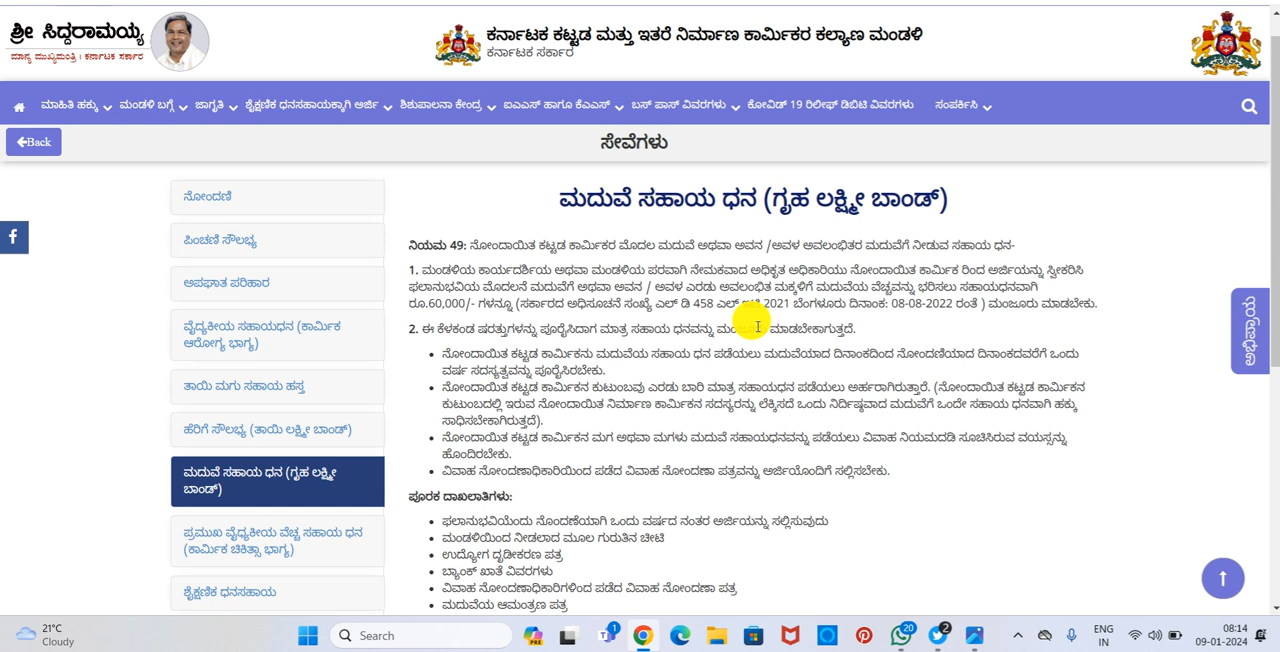 ಶ್ರೀ ಸಿದ್ದರಾಮಯ್ಯ
ಮಾನ್ಯ ಮುಖ್ಯಮಂತ್ರಿ | ಕರ್ನಾಟಕ ಸರ್ಕಾರ
ಕರ್ನಾಟಕ ಕಟ್ಟಡ ಮತ್ತು ಇತರೆ ನಿರ್ಮಾಣ ಕಾರ್ಮಿಕರ ಕಲ್ಯಾಣ ಮಂಡಳಿ
ಕರ್ನಾಟಕ ಸರ್ಕಾರ
ಮಾಹಿತಿ ಹಕ್ಕು ಮಂಡಳಿ ಬಗ್ಗೆ ಜಾಗೃತಿ ಶೈಕ್ಷಣಿಕ ಧನಸಹಾಯಕ್ಕಾಗಿ ಅರ್ಜಿ ಶಿಶುಪಾಲನಾ ಕೇಂದ್ರ ಐಎಎಸ್ ಹಾಗೂ ಕೆಎಎಸ್ ಬಸ್ ಪಾಸ್ ವಿವರಗಳು ಕೋವಿಡ್ 19 ರಿಲೀಫ್ ಡಿಬಿಟಿ ವಿವರಗಳು ಸಂಪರ್ಕಿಸಿ
Back
ಸೇವೆಗಳು
ನೋಂದಣಿ
ಪಿಂಚಣಿ ಸೌಲಭ್ಯ
ಅಪಘಾತ ಪರಿಹಾರ
ವೈದ್ಯಕೀಯ ಸಹಾಯಧನ (ಕಾರ್ಮಿಕ
ಆರೋಗ್ಯ ಭಾಗ್ಯ)
ತಾಯಿ ಮಗು ಸಹಾಯ ಹಸ್ತ
ಹೆರಿಗೆ ಸೌಲಭ್ಯ (ತಾಯಿ ಲಕ್ಷ್ಮೀ ಬಾಂಡ್)
ಮದುವೆ ಸಹಾಯ ಧನ (ಗೃಹ ಲಕ್ಷ್ಮೀ
ಬಾಂಡ್)
ಪ್ರಮುಖ ವೈದ್ಯಕೀಯ ವೆಚ್ಚ ಸಹಾಯ ಧನ
(ಕಾರ್ಮಿಕ ಚಿಕಿತ್ಸಾ ಭಾಗ್ಯ)
ಶೈಕ್ಷಣಿಕ ಧನಸಹಾಯ
ಮದುವೆ ಸಹಾಯ ಧನ (ಗೃಹ ಲಕ್ಷ್ಮೀ ಬಾಂಡ್)
ನಿಯಮ 49: ನೋಂದಾಯಿತ ಕಟ್ಟಡ ಕಾರ್ಮಿಕರ ಮೊದಲ ಮದುವೆ ಅಥವಾ ಅವನ /ಅವಳ ಅವಲಂಭಿತರ ಮದುವೆಗೆ ನೀಡುವ ಸಹಾಯ ಧನ-
1. ಮಂಡಳಿಯ ಕಾರ್ಯದರ್ಶಿಯ ಅಥವಾ ಮಂಡಳಿಯ ಪರವಾಗಿ ನೇಮಕವಾದ ಅಧಿಕೃತ ಅಧಿಕಾರಿಯು ನೋಂದಾಯಿತ ಕಾರ್ಮಿಕ ರಿಂದ ಅರ್ಜಿಯನ್ನು ಸ್ವೀಕರಿಸಿ
ಫಲಾನುಭವಿಯ ಮೊದಲನೆ ಮದುವೆಗೆ ಅಥವಾ ಅವನ / ಅವಳ ಎರಡು ಅವಲಂಭಿತ ಮಕ್ಕಳಿಗೆ ಮದುವೆಯ ವೆಚ್ಚವನ್ನು ಭರಿಸಲು ಸಹಾಯಧನವಾಗಿ
ರೂ.60,000/- ಗಳನ್ನೂ (ಸರ್ಕಾರದ ಅಧಿಸೂಚನೆ ಸಂಖ್ಯೆ ಎಲ್ ಡಿ 458 ಎಲ್ 2021 ಬೆಂಗಳೂರು ದಿನಾಂಕ: 08-08-2022 ರಂತೆ ) ಮಂಜೂರು ಮಾಡಬೇಕು.
2. ಈ ಕೆಳಕಂಡ ಷರತ್ತುಗಳನ್ನು ಪೂರೈಸಿದಾಗ ಮಾತ್ರ ಸಹಾಯ ಧನವನ್ನು ಮಂಜೂರು ಮಾಡಬೇಕಾಗುತ್ತದೆ.
ನೋಂದಾಯಿತ ಕಟ್ಟಡ ಕಾರ್ಮಿಕನು ಮದುವೆಯ ಸಹಾಯ ಧನ ಪಡೆಯಲು ಮದುವೆಯಾದ ದಿನಾಂಕದಿಂದ ನೋಂದಣಿಯಾದ ದಿನಾಂಕದವರೆಗೆ ಒಂದು
ವರ್ಷ ಸದಸ್ಯತ್ವವನ್ನು ಪೂರೈಸಿರಬೇಕು.
ನೋಂದಾಯಿತ ಕಟ್ಟಡ ಕಾರ್ಮಿಕನ ಕುಟುಂಬವು ಎರಡು ಬಾರಿ ಮಾತ್ರ ಸಹಾಯಧನ ಪಡೆಯಲು ಅರ್ಹರಾಗಿರುತ್ತಾರೆ. (ನೋಂದಾಯಿತ ಕಟ್ಟಡ ಕಾರ್ಮಿಕನ
ಕುಟುಂಬದಲ್ಲಿ ಇರುವ ನೋಂದಾಯಿತ ನಿರ್ಮಾಣ ಕಾರ್ಮಿಕನ ಸದಸ್ಯರನ್ನು ಲೆಕ್ಕಿಸದೆ ಒಂದು ನಿರ್ದಿಷ್ಠವಾದ ಮದುವೆಗೆ ಒಂದೇ ಸಹಾಯ ಧನವಾಗಿ ಹಕ್ಕು
ಸಾಧಿಸಬೇಕಾಗಿರುತ್ತದೆ).
ನೋಂದಾಯಿತ ಕಟ್ಟಡ ಕಾರ್ಮಿಕನ ಮಗ ಅಥವಾ ಮಗಳು ಮದುವೆ ಸಹಾಯಧನವನ್ನು ಪಡೆಯಲು ವಿವಾಹ ನಿಯಮದಡಿ ಸೂಚಿಸಿರುವ ವಯಸ್ಸನ್ನು
ಹೊಂದಿರಬೇಕು.
ವಿವಾಹ ನೋಂದಣಾಧಿಕಾರಿಯಿಂದ ಪಡೆದ ವಿವಾಹ ನೋಂದಣಾ ಪತ್ರವನ್ನು ಅರ್ಜಿಯೊಂದಿಗೆ ಸಲ್ಲಿಸಬೇಕು.
ಪೂರಕ ದಾಖಲಾತಿಗಳು:
ಫಲಾನುಭವಿಯೆಂದು ನೊಂದಣೆಯಾಗಿ ಒಂದು ವರ್ಷದ ನಂತರ ಅರ್ಜಿಯನ್ನು ಸಲ್ಲಿಸುವುದು
ಮಂಡಳಿಯಿಂದ ನೀಡಲಾದ ಮೂಲ ಗುರುತಿನ ಚೀಟಿ
ಉದ್ಯೋಗ ದೃಡೀಕರಣ ಪತ್ರ
ಬ್ಯಾಂಕ್ ಖಾತೆ ವಿವರಗಳು
ವಿವಾಹ ನೋಂದಣಾಧಿಕಾರಿಗಳಿಂದ ಪಡೆದ ವಿವಾಹ ನೋಂದಣಾ ಪತ್ರ
ಮದುವೆಯ ಆಮಂತ್ರಣ ಪತ್ರ
ಅಭಿಪ್ರಾಯ
21°C
Cloudy
Search
1
20
2
ENG
IN
08:14
09-01-2024